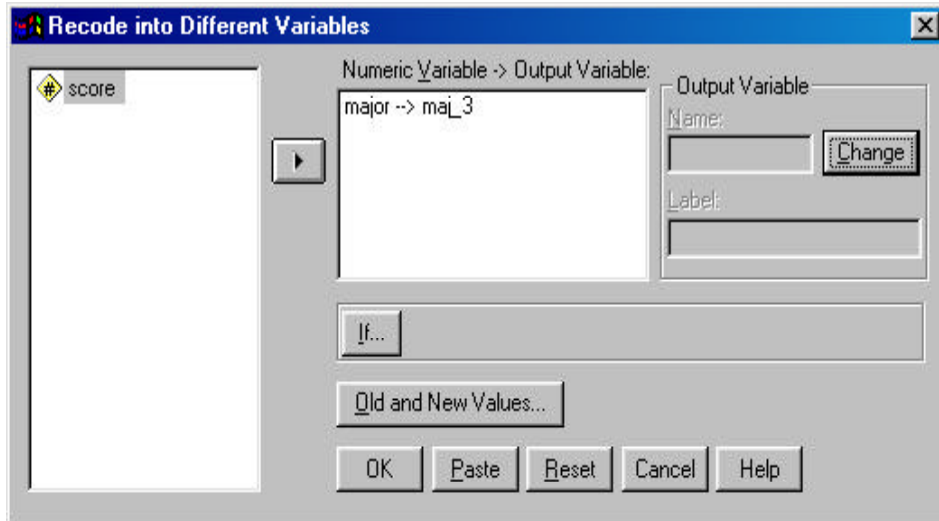 Recode into Different Variables
score
Numeric Variable -> Output Variable:
major --> maj_3
Output Variable
Name:
Change
Label:
If...
Old and New Values...
OK
Paste
Reset
Cancel
Help